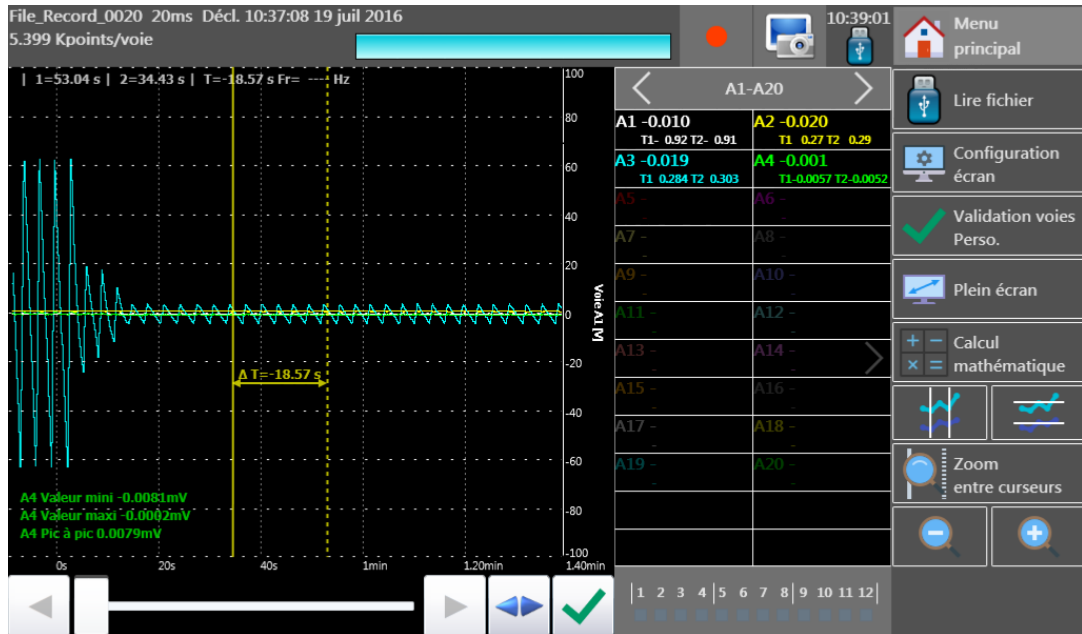 File_Record_0020 20ms Décl. 10:37:08 19 juil 2016
5.399 Kpoints/voie
10:39:01
Menu
principal
| 1=53.04 s | 2=34.43 s | T=-18.57 s Fr= ---- Hz
100
80
60
40
20
0
-20
-40
-60
-80
-100
Voie:A1 [V]
Δ T=-18.57 s
A4 Valeur mini -0.0081mV
A4 Valeur maxi -0.0002mV
A4 Pic à pic 0.0079mV
0s 20s 40s 1min 1.20min 1.40min
A1-A20
A1 -0.010 A2 -0.020
T1- 0.92 T2- 0.91 T1 0.27 T2 0.29
A3 -0.019 A4 -0.001
T1 0.284 T2 0.303 T1-0.0057 T2-0.0052
A5 - A6 -
A7 - A8 -
A9 - A10 -
A11 - A12 -
A13 - A14 -
A15 - A16 -
A17 - A18 -
A19 - A20 -
|1 2 3 4|5 6 7 8|9 10 11 12|
Lire fichier
Configuration
écran
Validation voies
Perso.
Plein écran
Calcul
mathématique
Zoom
entre curseurs